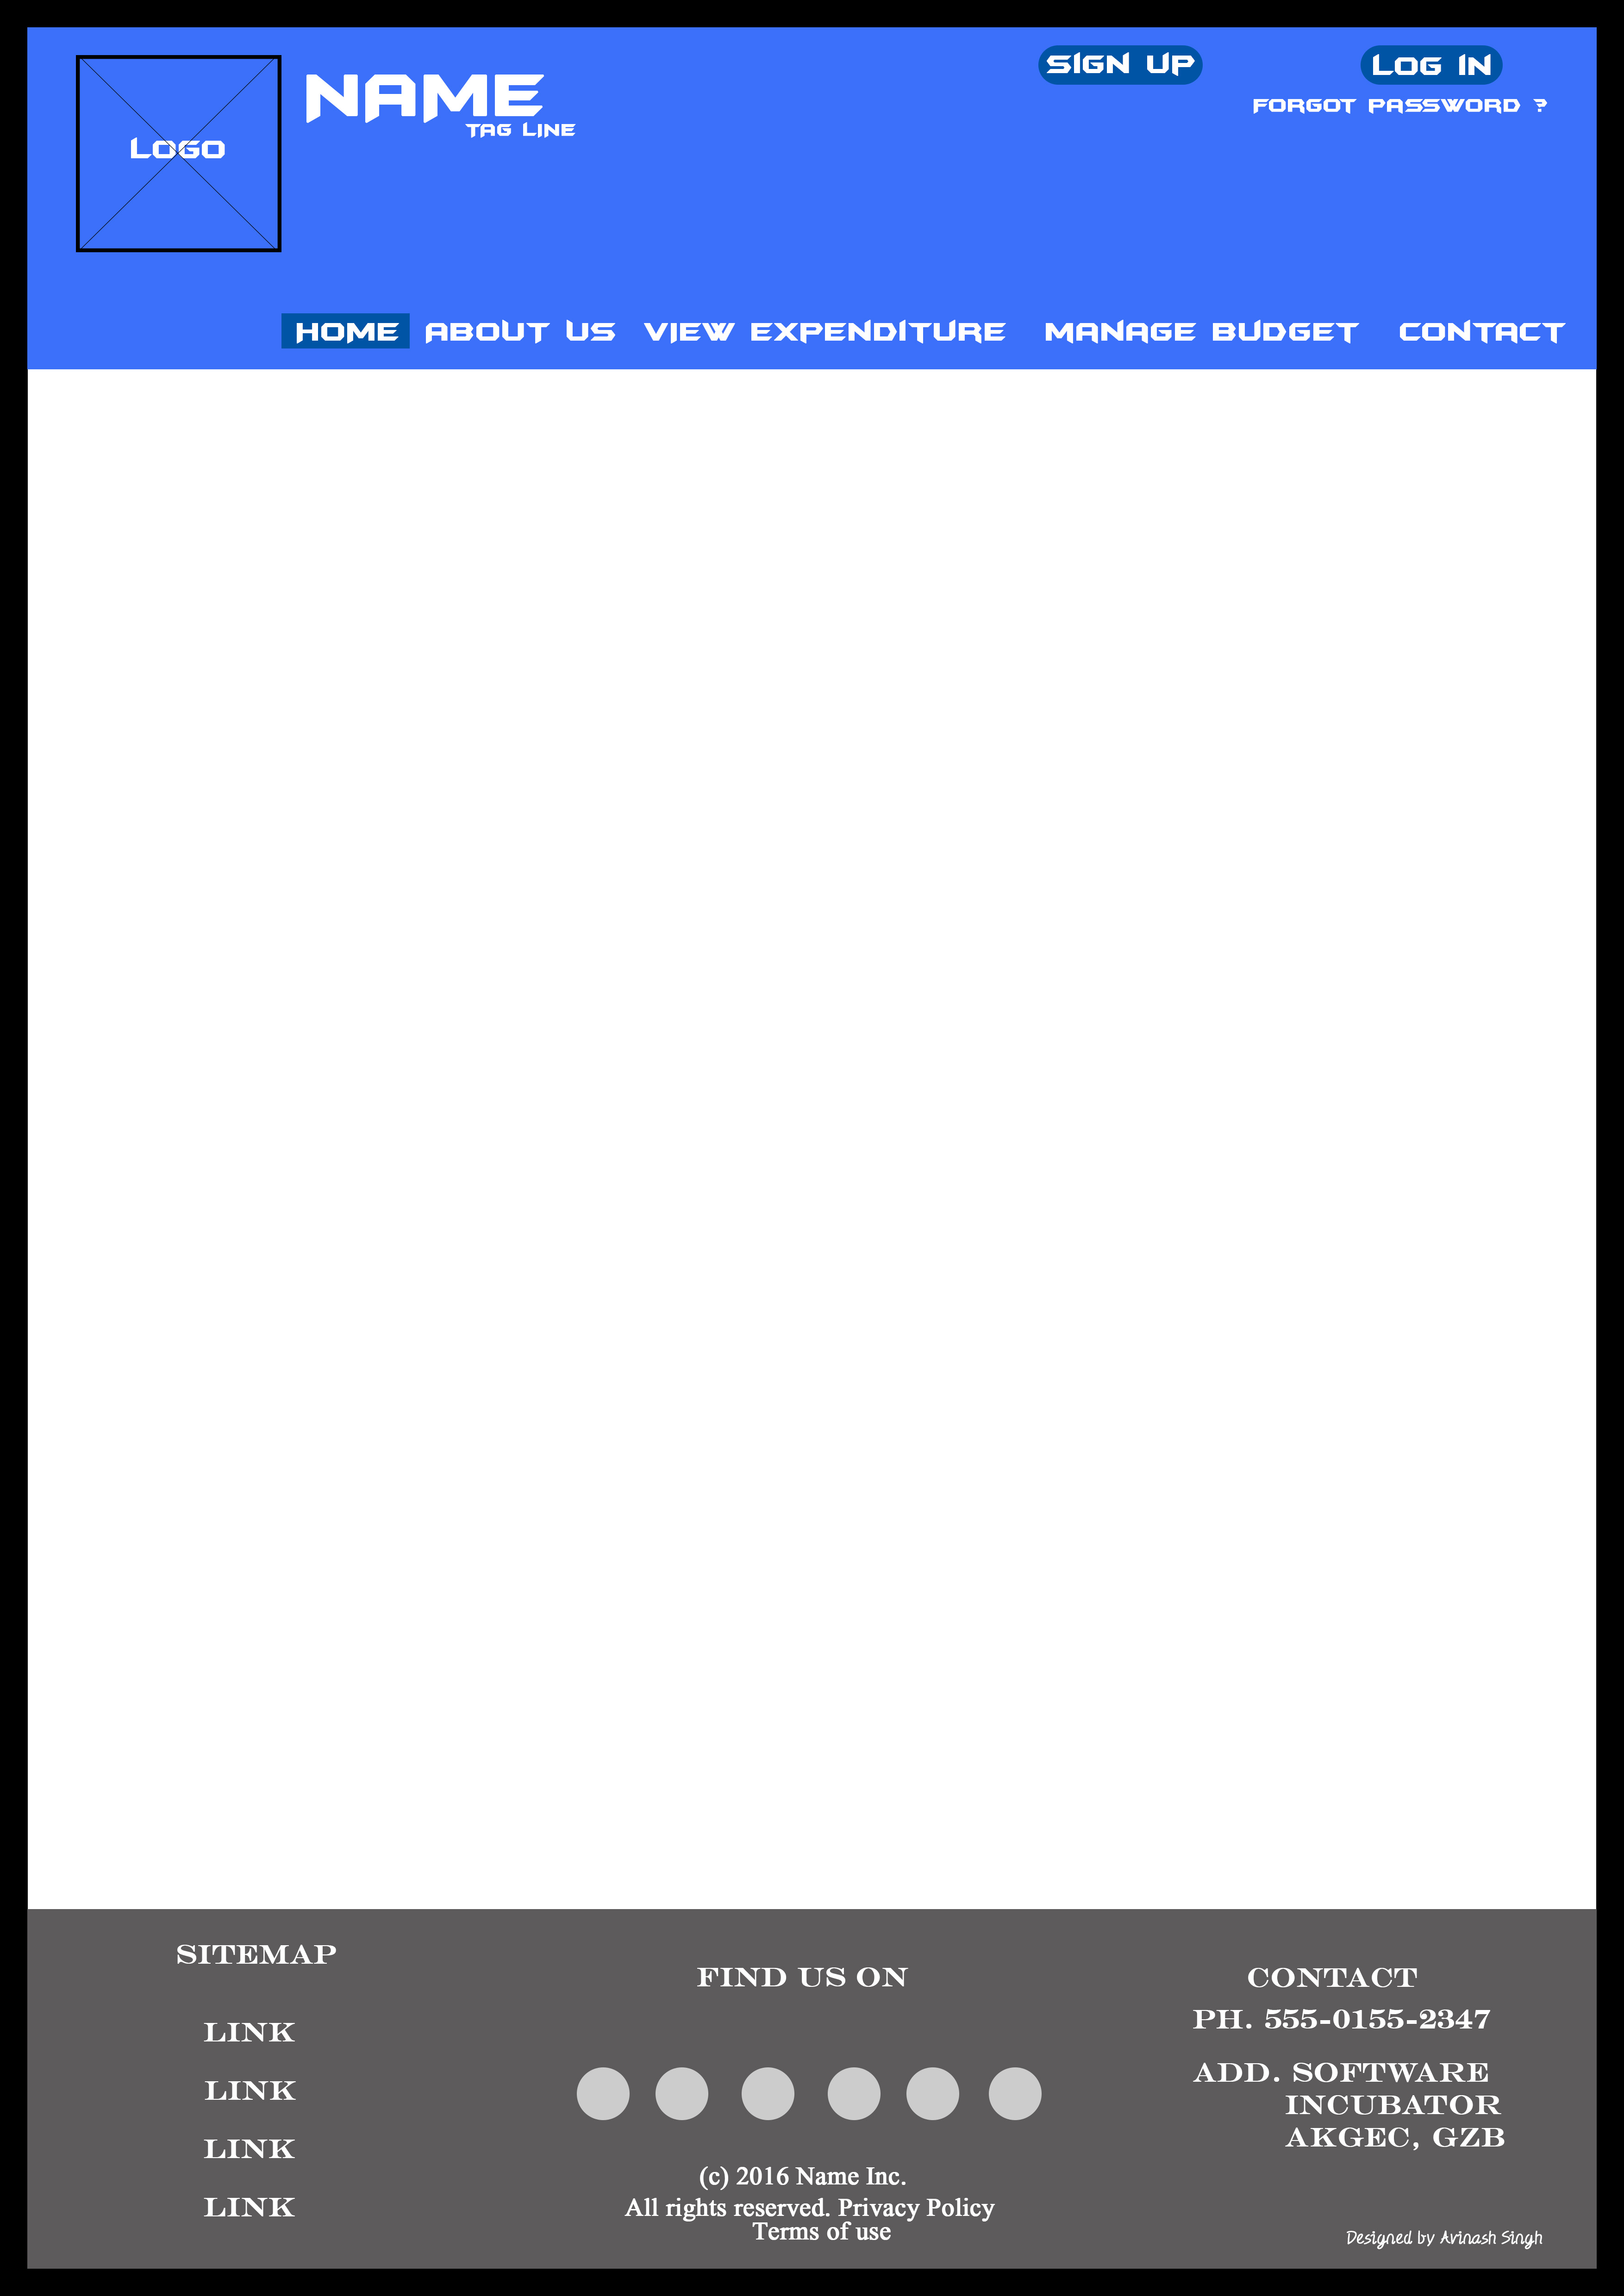 SIGN UP
LOG IN
FORGOT PASSWORD ?
NAME
TAG LINE
LOGO
HOME ABOUT US VIEW EXPENDITURE MANAGE BUDGET CONTACT
SITEMAP
LINK
LINK
LINK
LINK
FIND US ON
(c) 2016 Name Inc.
All rights reserved. Privacy Policy
Terms of use
CONTACT
PH. 555-0155-2347
ADD. SOFTWARE
INCUBATOR
AKGEC, GZB
Designed by Avinash Singh